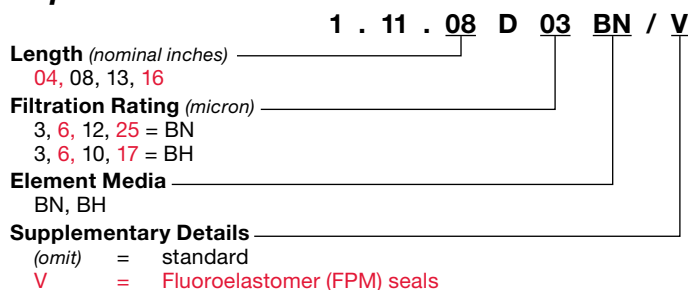 1 . 11 . 08 D 03 BN / V
Length (nominal inches)
04, 08, 13, 16
Filtration Rating (micron)
3, 6, 12, 25 = BN
3, 6, 10, 17 = BH
Element Media
BN, BH
Supplementary Details
(omit) = standard
V = Fluoroelastomer (FPM) seals